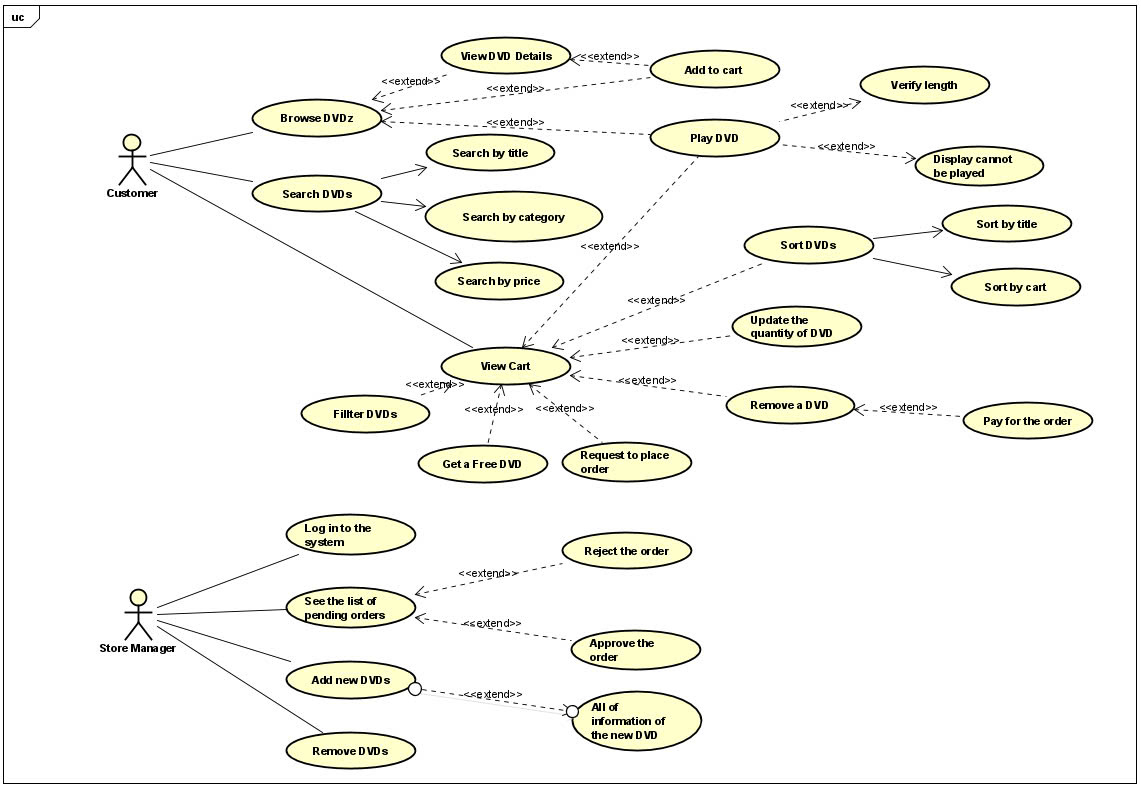 uc
View DVD Details
<<extend>>
Add to cart
<<extend>>
<<extend>>
Verify length
<<extend>>
Browse DVDz
<<extend>>
Play DVD
<<extend>>
Search by title
Display cannot
be played
Customer
Search DVDs
Search by category
Sort by title
Sort DVDs
<<extend>>
Search by price
Sort by cart
<<extend>>
Update the
quantity of DVD
<<extend>>
View Cart
<<extend>>
<<extend>>
Remove a DVD
<<extend>>
Fillter DVDs
<<extend>>
<<extend>>
Pay for the order
Get a Free DVD
Request to place
order
Log in to the
system
Reject the order
<<extend>>
See the list of
pending orders
<<extend>>
Approve the
order
Store Manager
Add new DVDs
<<extend>>
All of
information of
the new DVD
Remove DVDs